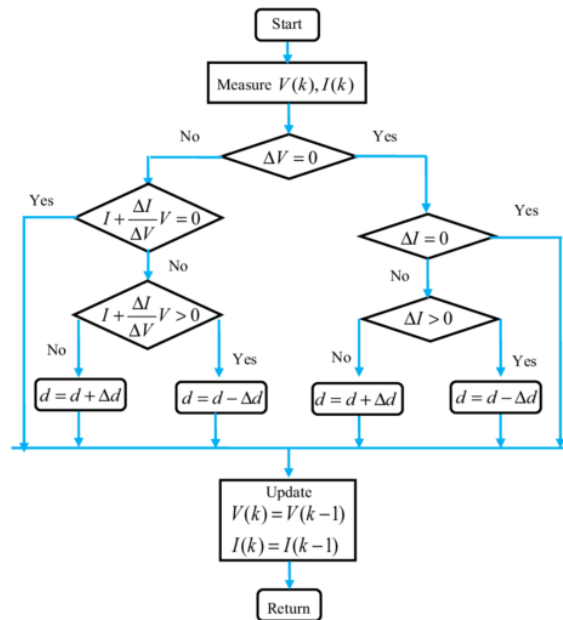 Start
Measure V(k), I(k)
No
Yes
ΔV = 0
Yes
I + ΔI/ΔV V = 0
Yes
ΔI = 0
No
No
I + ΔI/ΔV V > 0
ΔI > 0
No
Yes
No
Yes
d = d + Δd
d = d − Δd
d = d + Δd
d = d − Δd
Update
V(k) = V(k−1)
I(k) = I(k−1)
Return